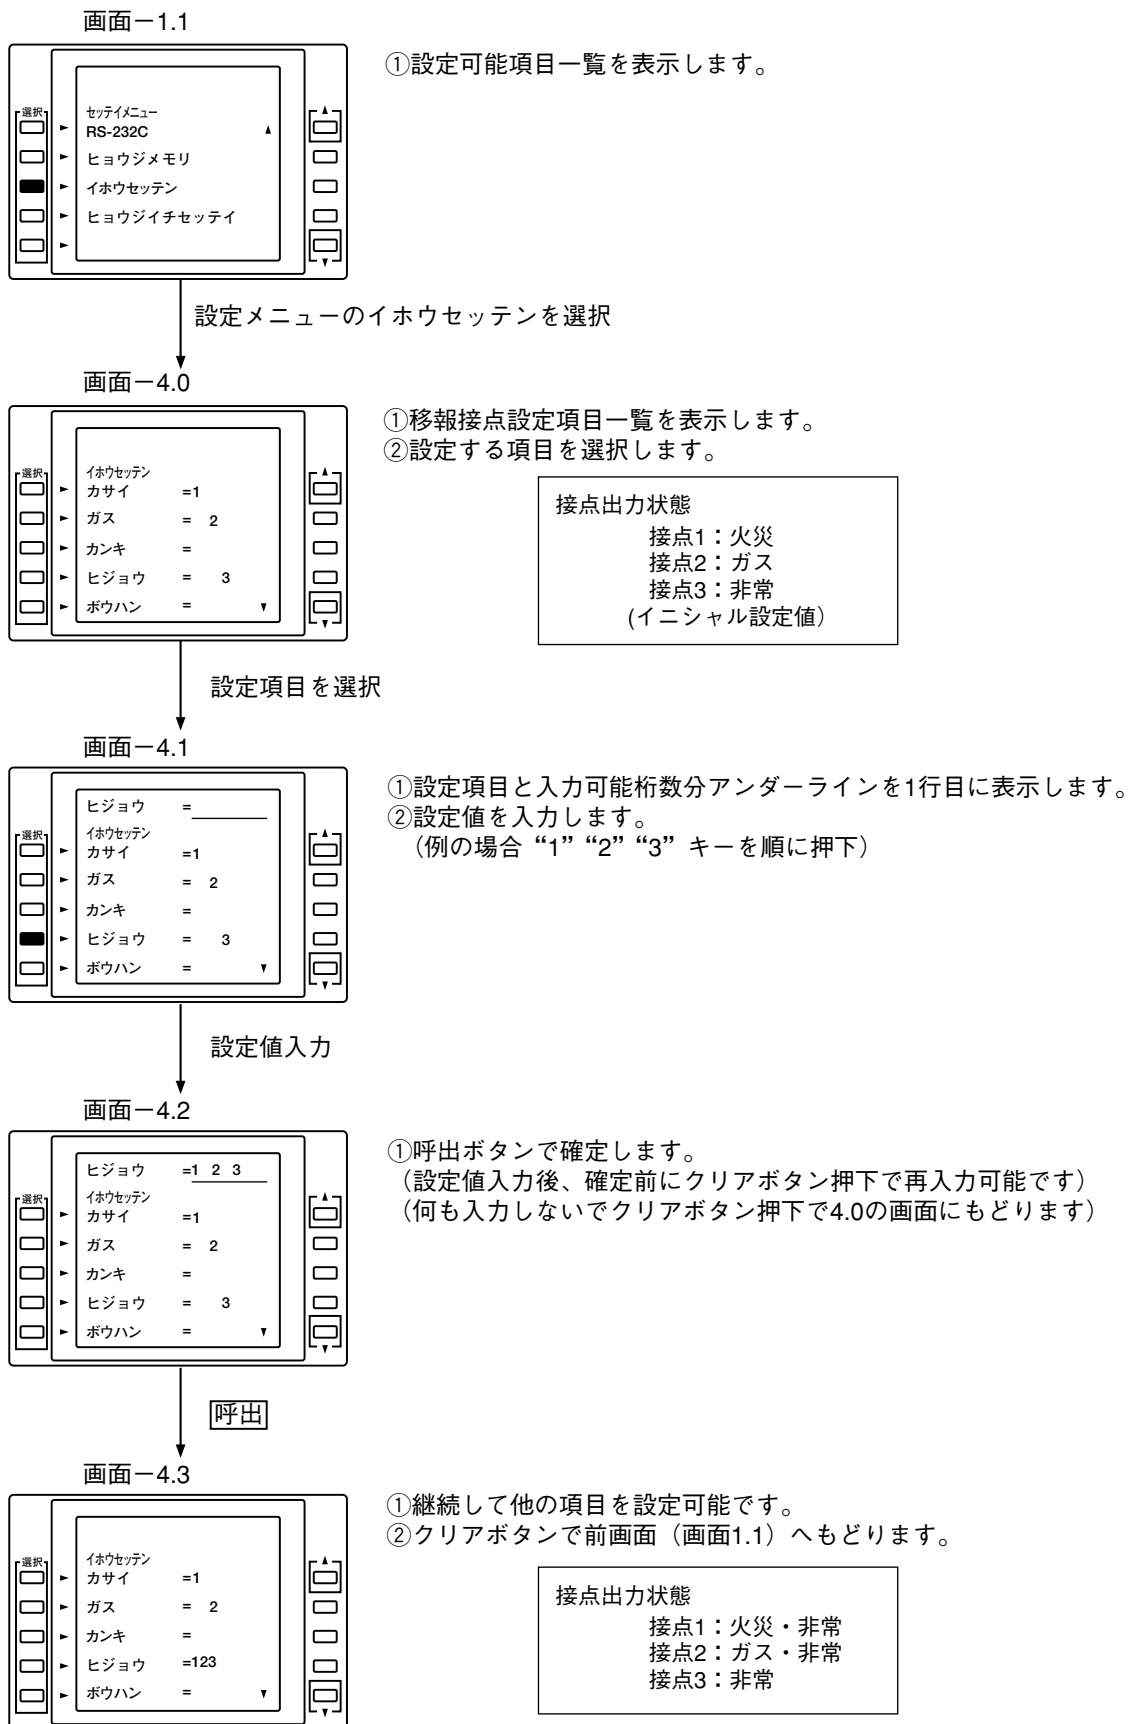 画面－1.1
①設定可能項目一覧を表示します。
選択
セッテイメニュー
RS-232C
ヒョウジメモリ
イホウセッテン
ヒョウジイチセッテイ
設定メニューのイホウセッテンを選択
画面－4.0
①移報接点設定項目一覧を表示します。
②設定する項目を選択します。
選択
イホウセッテン
カサイ =1
ガス = 2
カンキ =
ヒジョウ = 3
ボウハン =
接点出力状態
接点1：火災
接点2：ガス
接点3：非常
(イニシャル設定値）
設定項目を選択
画面－4.1
①設定項目と入力可能桁数分アンダーラインを1行目に表示します。
②設定値を入力します。
（例の場合“1”“2”“3”キーを順に押下）
ヒジョウ =
選択
イホウセッテン
カサイ =1
ガス = 2
カンキ =
ヒジョウ = 3
ボウハン =
設定値入力
画面－4.2
①呼出ボタンで確定します。
（設定値入力後、確定前にクリアボタン押下で再入力可能です）
（何も入力しないでクリアボタン押下で4.0の画面にもどります）
ヒジョウ =1 2 3
選択
イホウセッテン
カサイ =1
ガス = 2
カンキ =
ヒジョウ = 3
ボウハン =
呼出
画面－4.3
①継続して他の項目を設定可能です。
②クリアボタンで前画面（画面1.1）へもどります。
選択
イホウセッテン
カサイ =1
ガス = 2
カンキ =
ヒジョウ =123
ボウハン =
接点出力状態
接点1：火災・非常
接点2：ガス・非常
接点3：非常